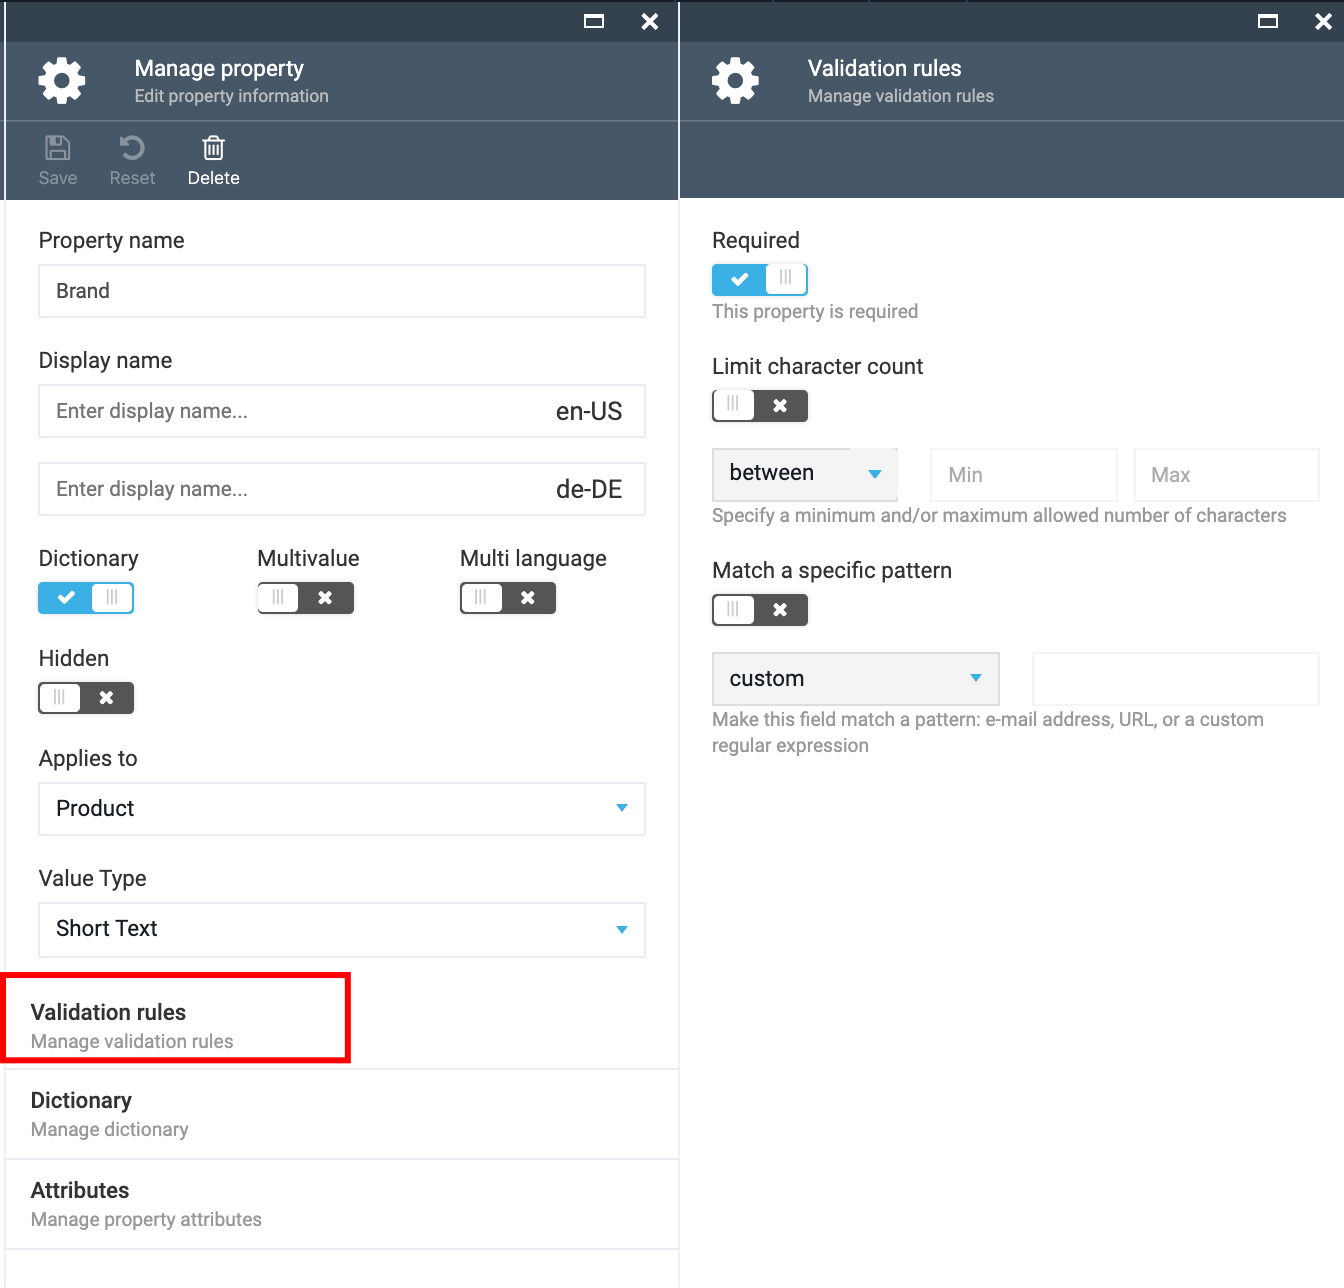 Manage property
Edit property information
Save Reset Delete
Property name
Brand
Display name
Enter display name... en-US
Enter display name... de-DE
Dictionary Multivalue Multi language
Hidden
Applies to
Product
Value Type
Short Text
Validation rules
Manage validation rules
Dictionary
Manage dictionary
Attributes
Manage property attributes
Validation rules
Manage validation rules
Required
This property is required
Limit character count
between Min Max
Specify a minimum and/or maximum allowed number of characters
Match a specific pattern
custom
Make this field match a pattern: e-mail address, URL, or a custom
regular expression